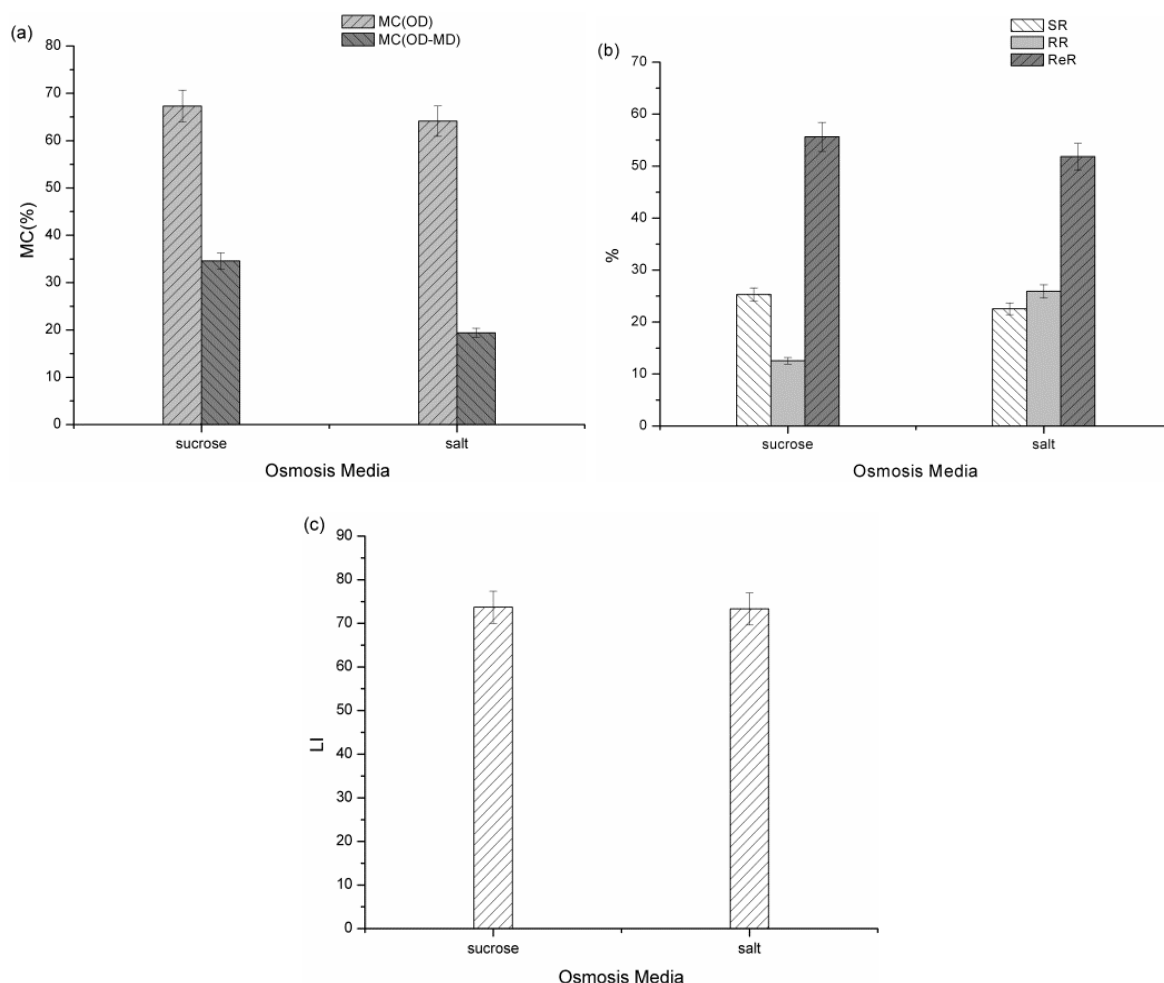 (a)
MC(OD)
MC(OD-MD)
80
70
60
50
40
30
20
10
0
MC(%)
sucrose salt
Osmosis Media
(b)
SR
RR
ReR
70
60
50
40
30
20
10
0
%
sucrose salt
Osmosis Media
(c)
90
80
70
60
50
40
30
20
10
0
LI
sucrose salt
Osmosis Media